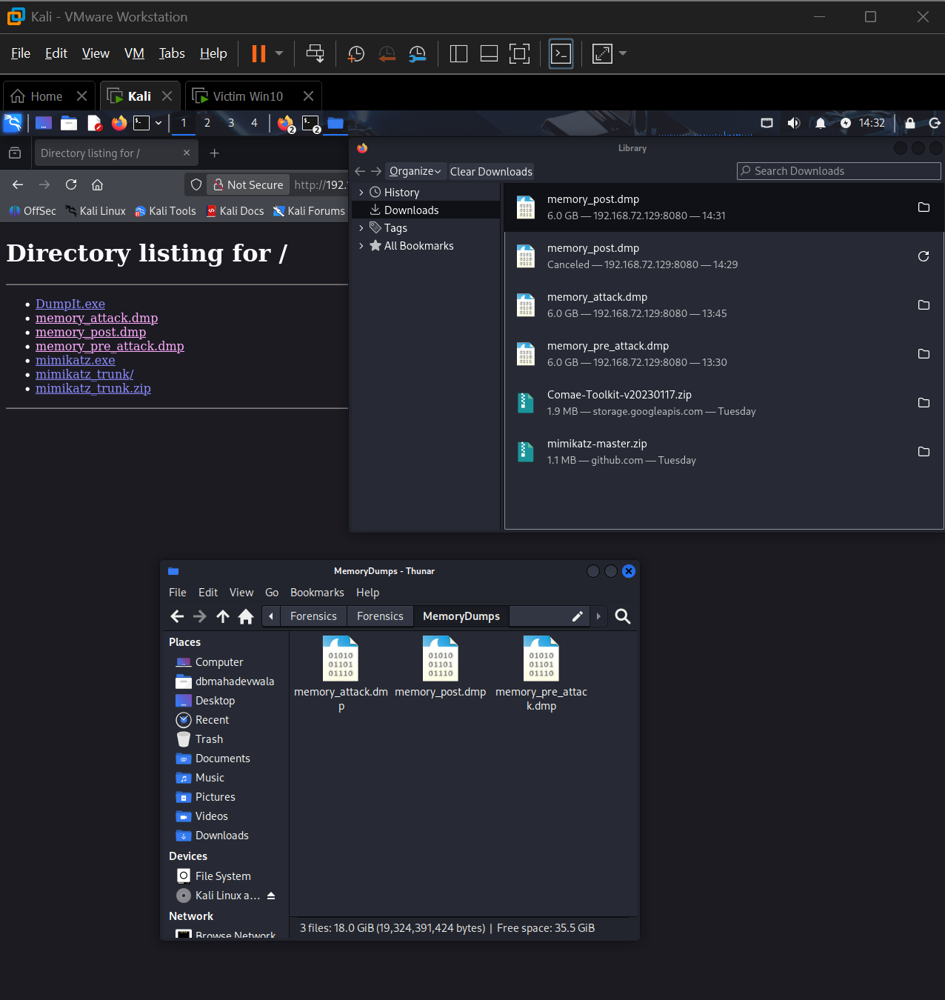 Kali - VMware Workstation
File Edit View VM Tabs Help
Home Kali Victim Win10
1 2 3 4 2 2 14:32
Directory listing for /
Not Secure http://192.1
OffSec Kali Linux Kali Tools Kali Docs Kali Forums
Directory listing for /
DumpIt.exe
memory_attack.dmp
memory_post.dmp
memory_pre_attack.dmp
mimikatz.exe
mimikatz_trunk/
mimikatz_trunk.zip
Library
Organize Clear Downloads Search Downloads
History
Downloads
Tags
All Bookmarks
memory_post.dmp
6.0 GB — 192.168.72.129:8080 — 14:31
memory_post.dmp
Canceled — 192.168.72.129:8080 — 14:29
memory_attack.dmp
6.0 GB — 192.168.72.129:8080 — 13:45
memory_pre_attack.dmp
6.0 GB — 192.168.72.129:8080 — 13:30
Comae-Toolkit-v20230117.zip
1.9 MB — storage.googleapis.com — Tuesday
mimikatz-master.zip
1.1 MB — github.com — Tuesday
MemoryDumps - Thunar
File Edit View Go Bookmarks Help
Forensics Forensics MemoryDumps
Places
Computer
dbmahadevwala
Desktop
Recent
Trash
Documents
Music
Pictures
Videos
Downloads
Devices
File System
Kali Linux a...
Network
Browse Network
01010
01101
01110
memory_attack.dm
p
01010
01101
01110
memory_post.dmp
01010
01101
01110
memory_pre_attac
k.dmp
3 files: 18.0 GiB (19,324,391,424 bytes) | Free space: 35.5 GiB